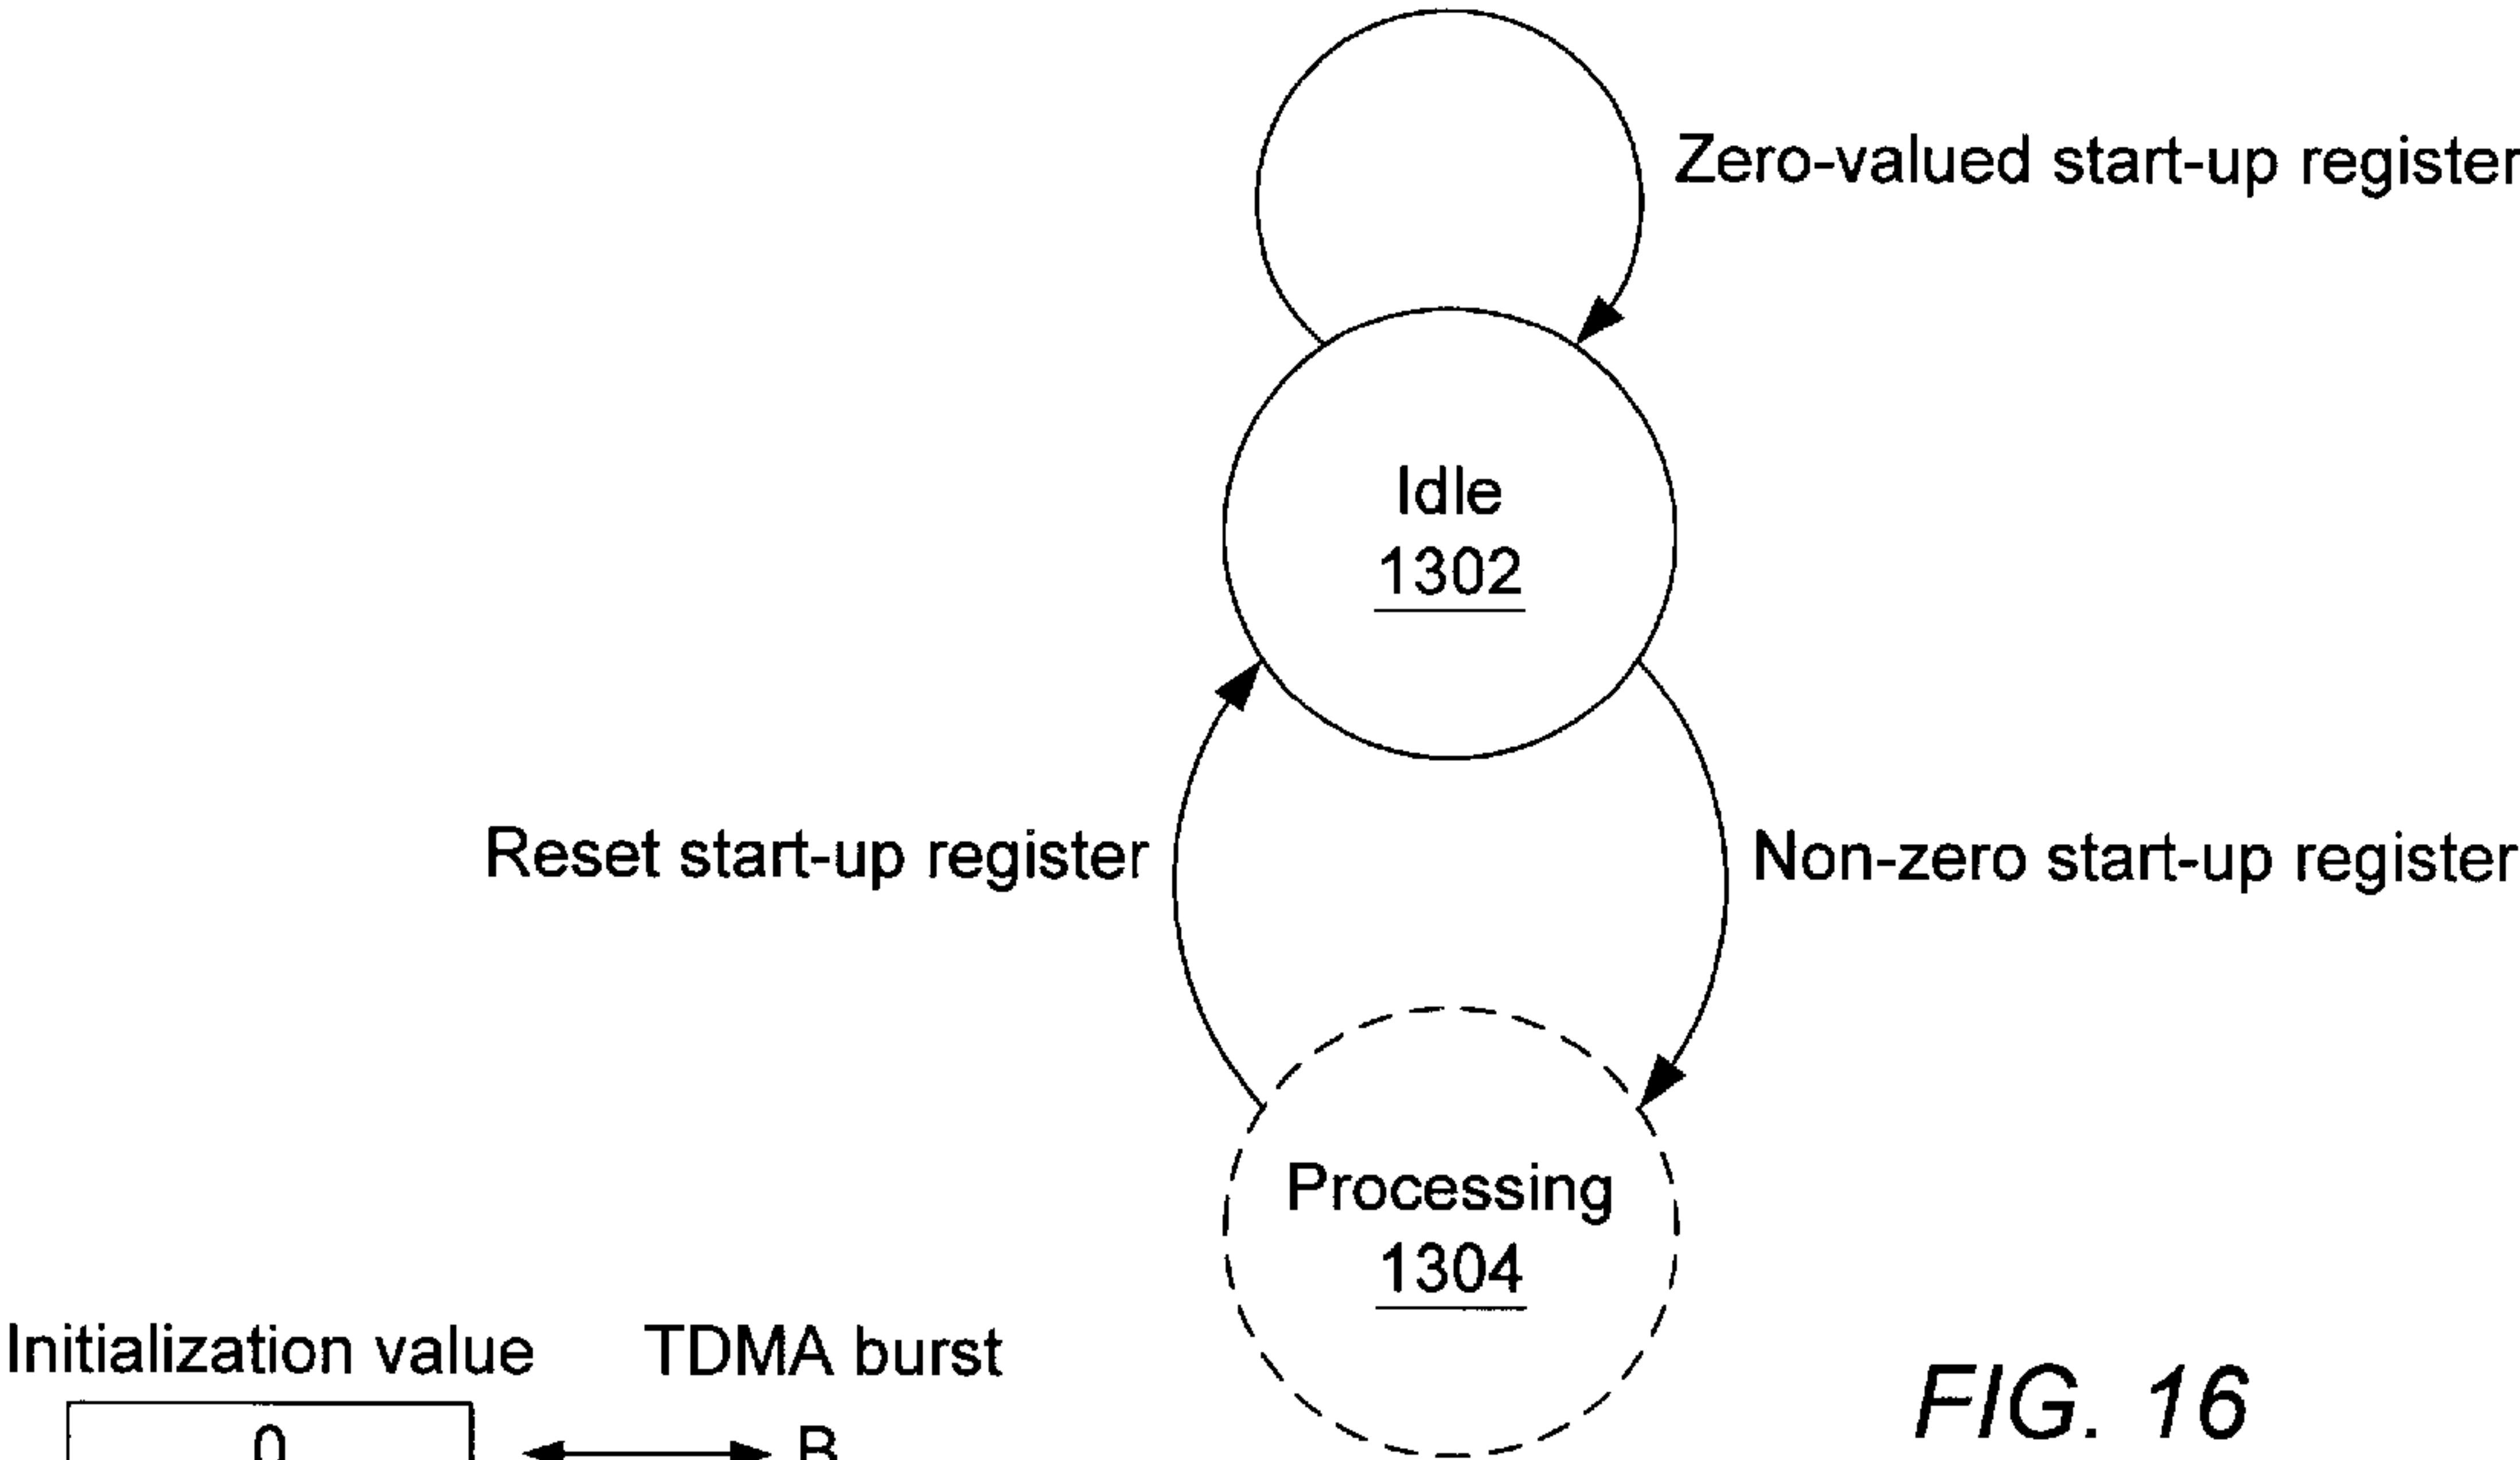 Zero-valued start-up register
Idle
1302
Reset start-up register
Non-zero start-up register
Processing
1304
Initialization value
TDMA burst
0
B
FIG. 16